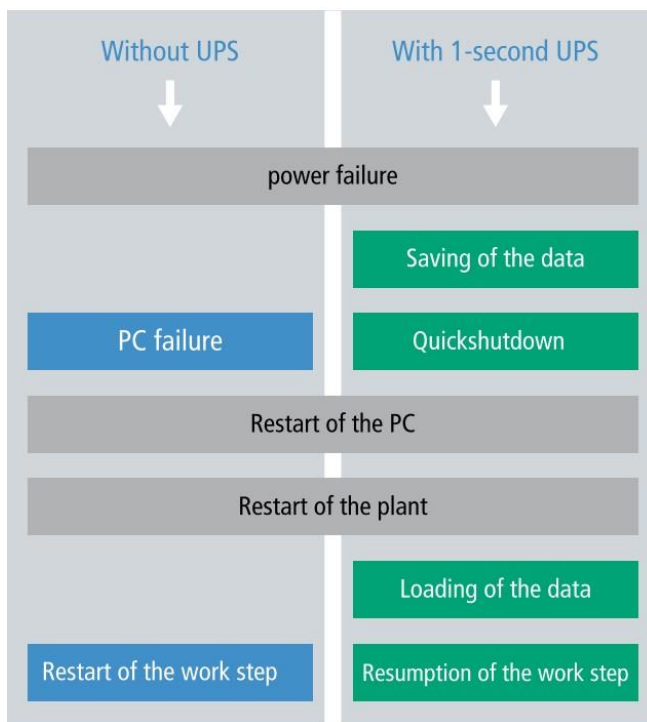 Without UPS
With 1-second UPS
power failure
Saving of the data
PC failure
Quickshutdown
Restart of the PC
Restart of the plant
Loading of the data
Restart of the work step
Resumption of the work step